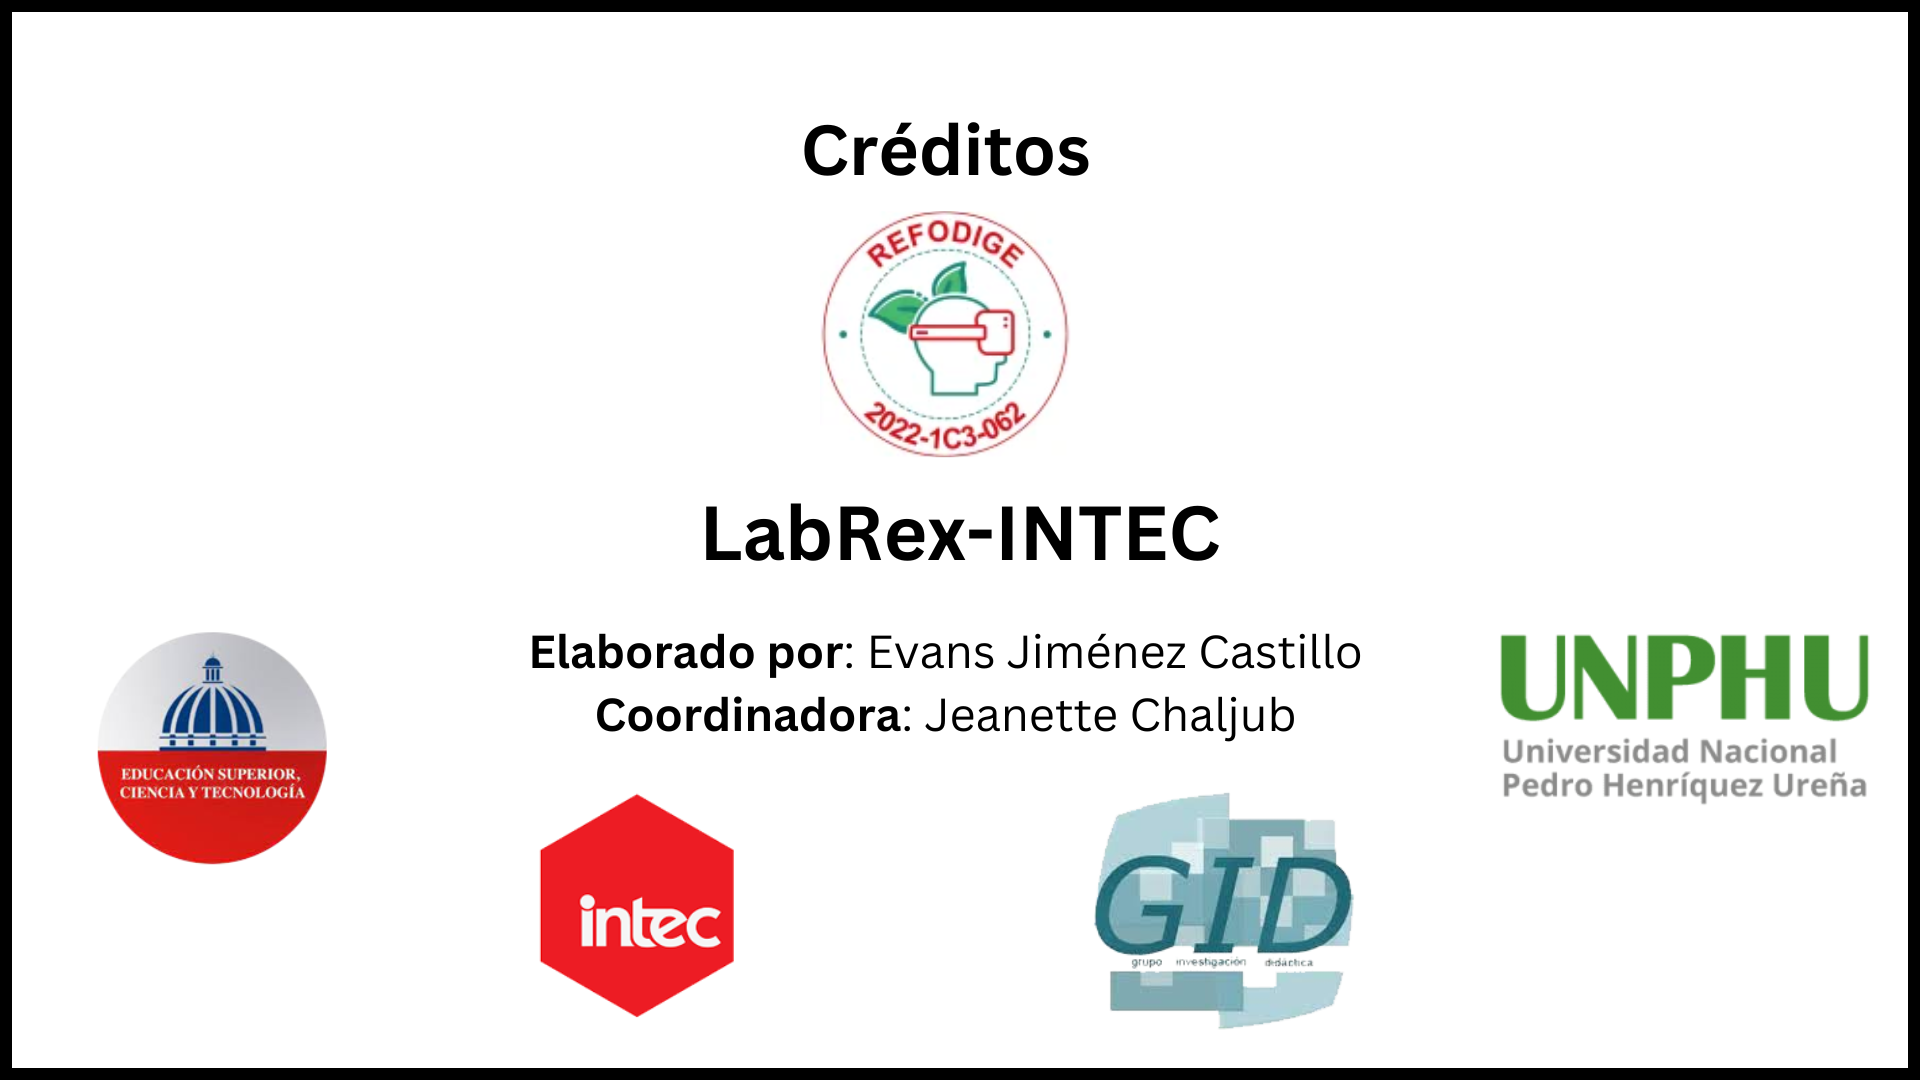 Créditos
REFODIGE
2022-1C3-062
LabRex-INTEC
Elaborado por: Evans Jiménez Castillo
Coordinadora: Jeanette Chaljub
EDUCACIÓN SUPERIOR,
CIENCIA Y TECNOLOGÍA
UNPHU
Universidad Nacional
Pedro Henríquez Ureña
intec
GID
grupo investigación didáctica